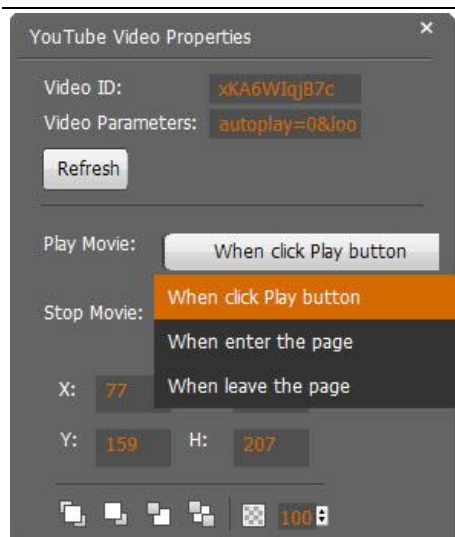 YouTube Video Properties ×
Video ID: xKA6WIqjB7c
Video Parameters: autoplay=0&loo
Refresh
Play Movie: When click Play button
When click Play button
Stop Movie:
When enter the page
When leave the page
X: 77
Y: 159 H: 207
100